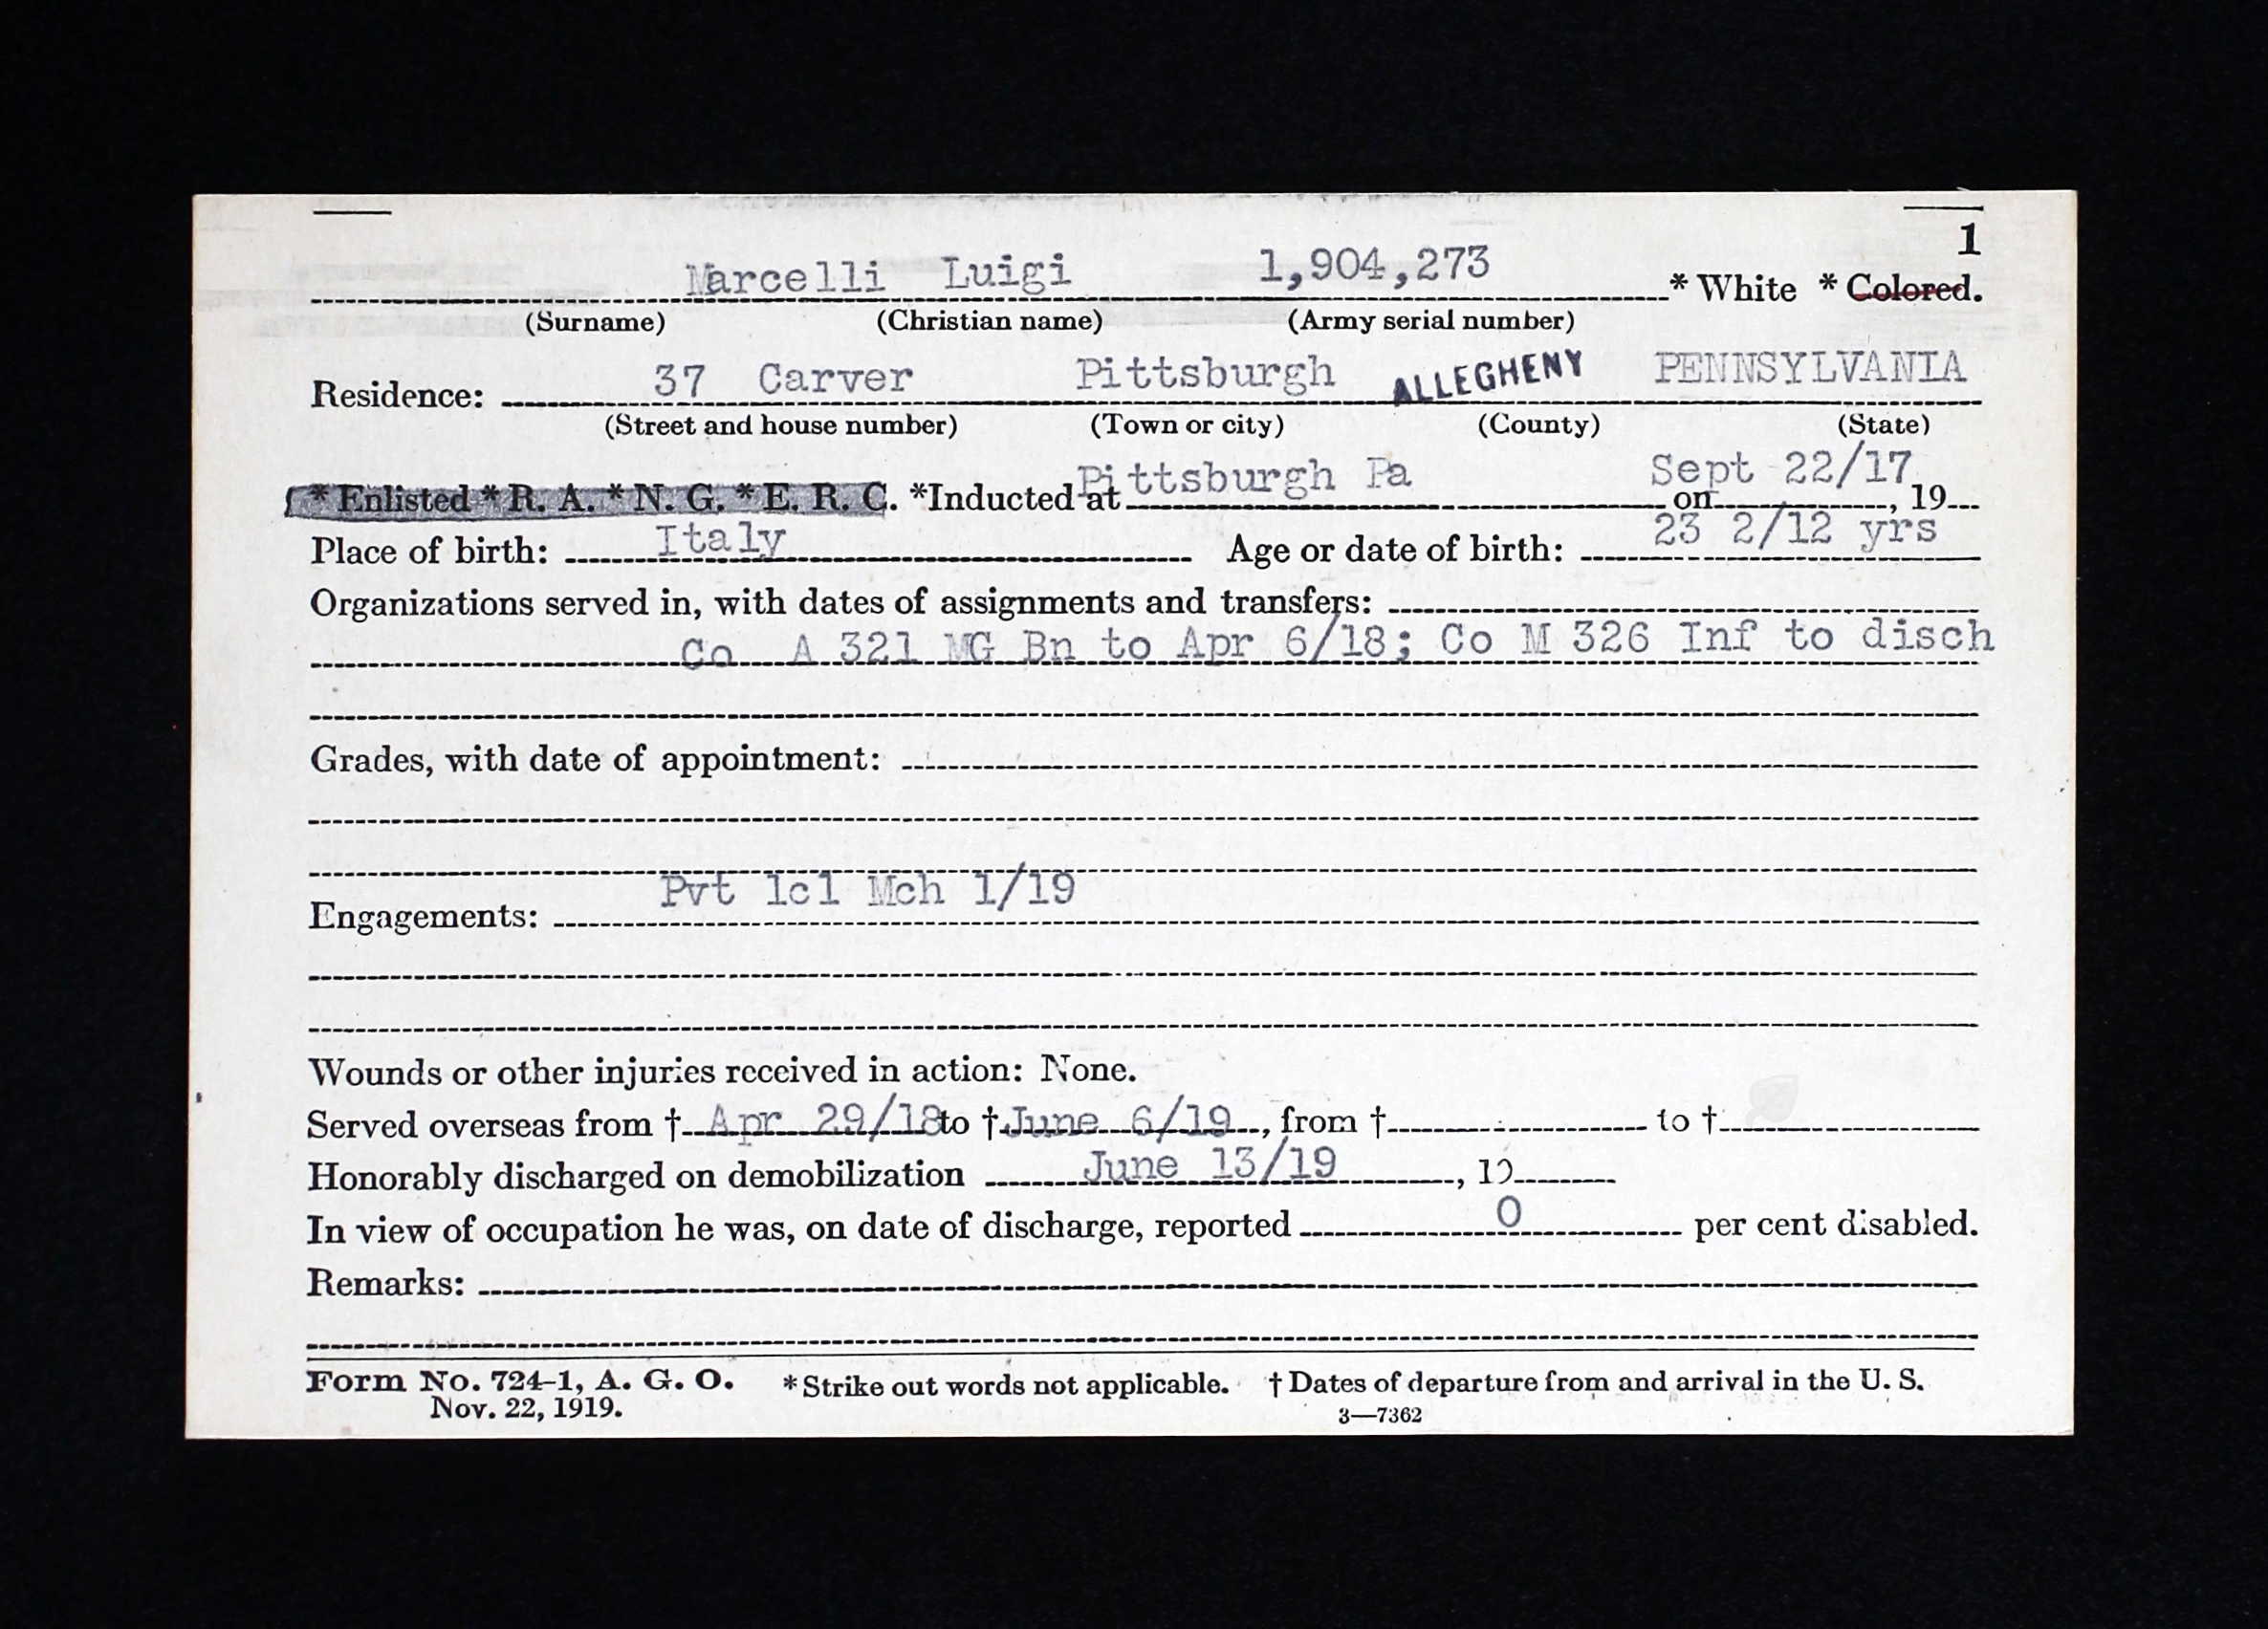 1
Marcelli Luigi 1,904,273 * White * Colored.
(Surname) (Christian name) (Army serial number)
Residence: 37 Carver Pittsburgh ALLEGHENY PENNSYLVANIA
(Street and house number) (Town or city) (County) (State)
* Enlisted * R. A. * N. G. * E. R. C. *Inducted at Pittsburgh Pa on Sept 22/17, 19
Place of birth: Italy Age or date of birth: 23 2/12 yrs
Organizations served in, with dates of assignments and transfers:
Co A 321 MG Bn to Apr 6/18; Co M 326 Inf to disch
Grades, with date of appointment:
Pvt 1cl Mch 1/19
Engagements:
Wounds or other injuries received in action: None.
Served overseas from † Apr 29/18 to † June 6/19, from † to †
Honorably discharged on demobilization June 13/19, 19
In view of occupation he was, on date of discharge, reported 0 per cent disabled.
Remarks:
Form No. 724-1, A. G. O. * Strike out words not applicable. † Dates of departure from and arrival in the U. S.
Nov. 22, 1919. 3—7362